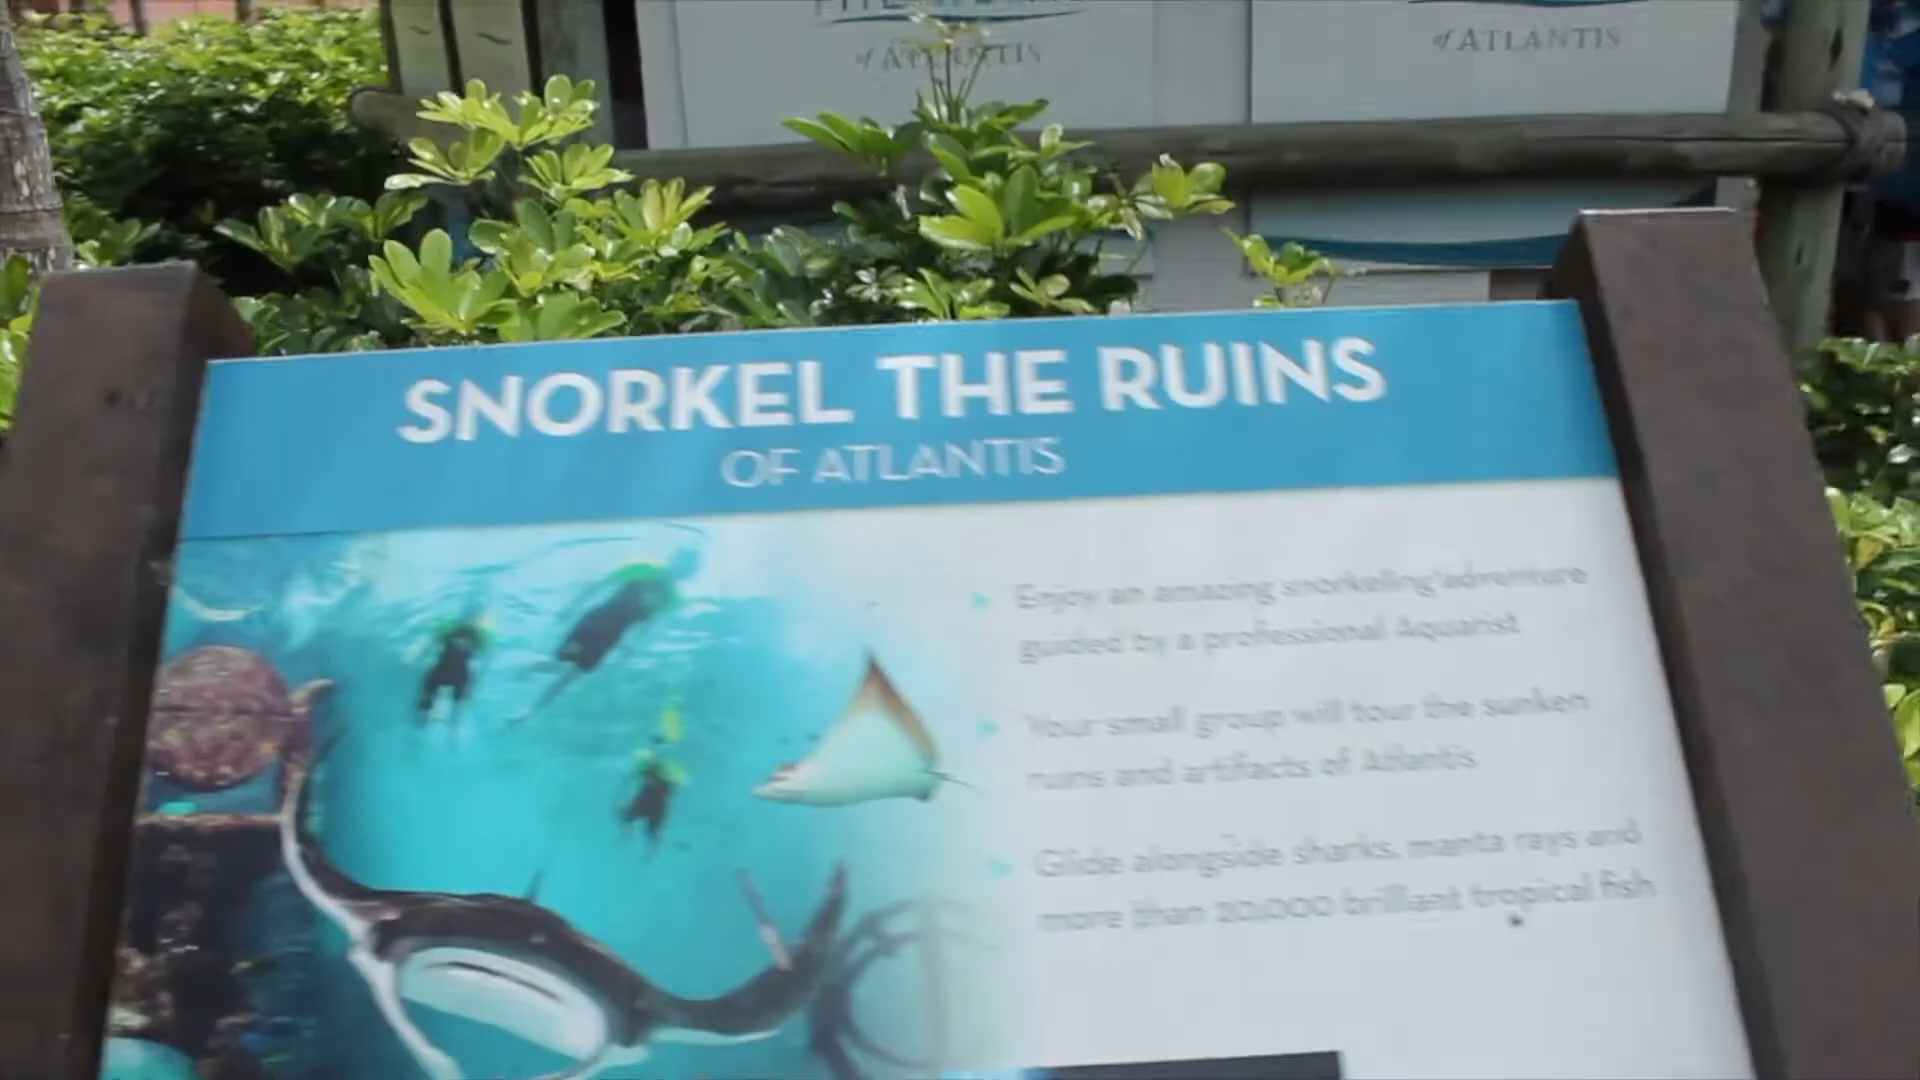 of ATLANTIS
of ATLANTIS
SNORKEL THE RUINS
OF ATLANTIS
Enjoy an amazing snorkeling adventure
guided by a professional Aquarist
Your small group will tour the sunken
ruins and artifacts of Atlantis
Glide alongside sharks, manta rays and
more than 20,000 brilliant tropical fish